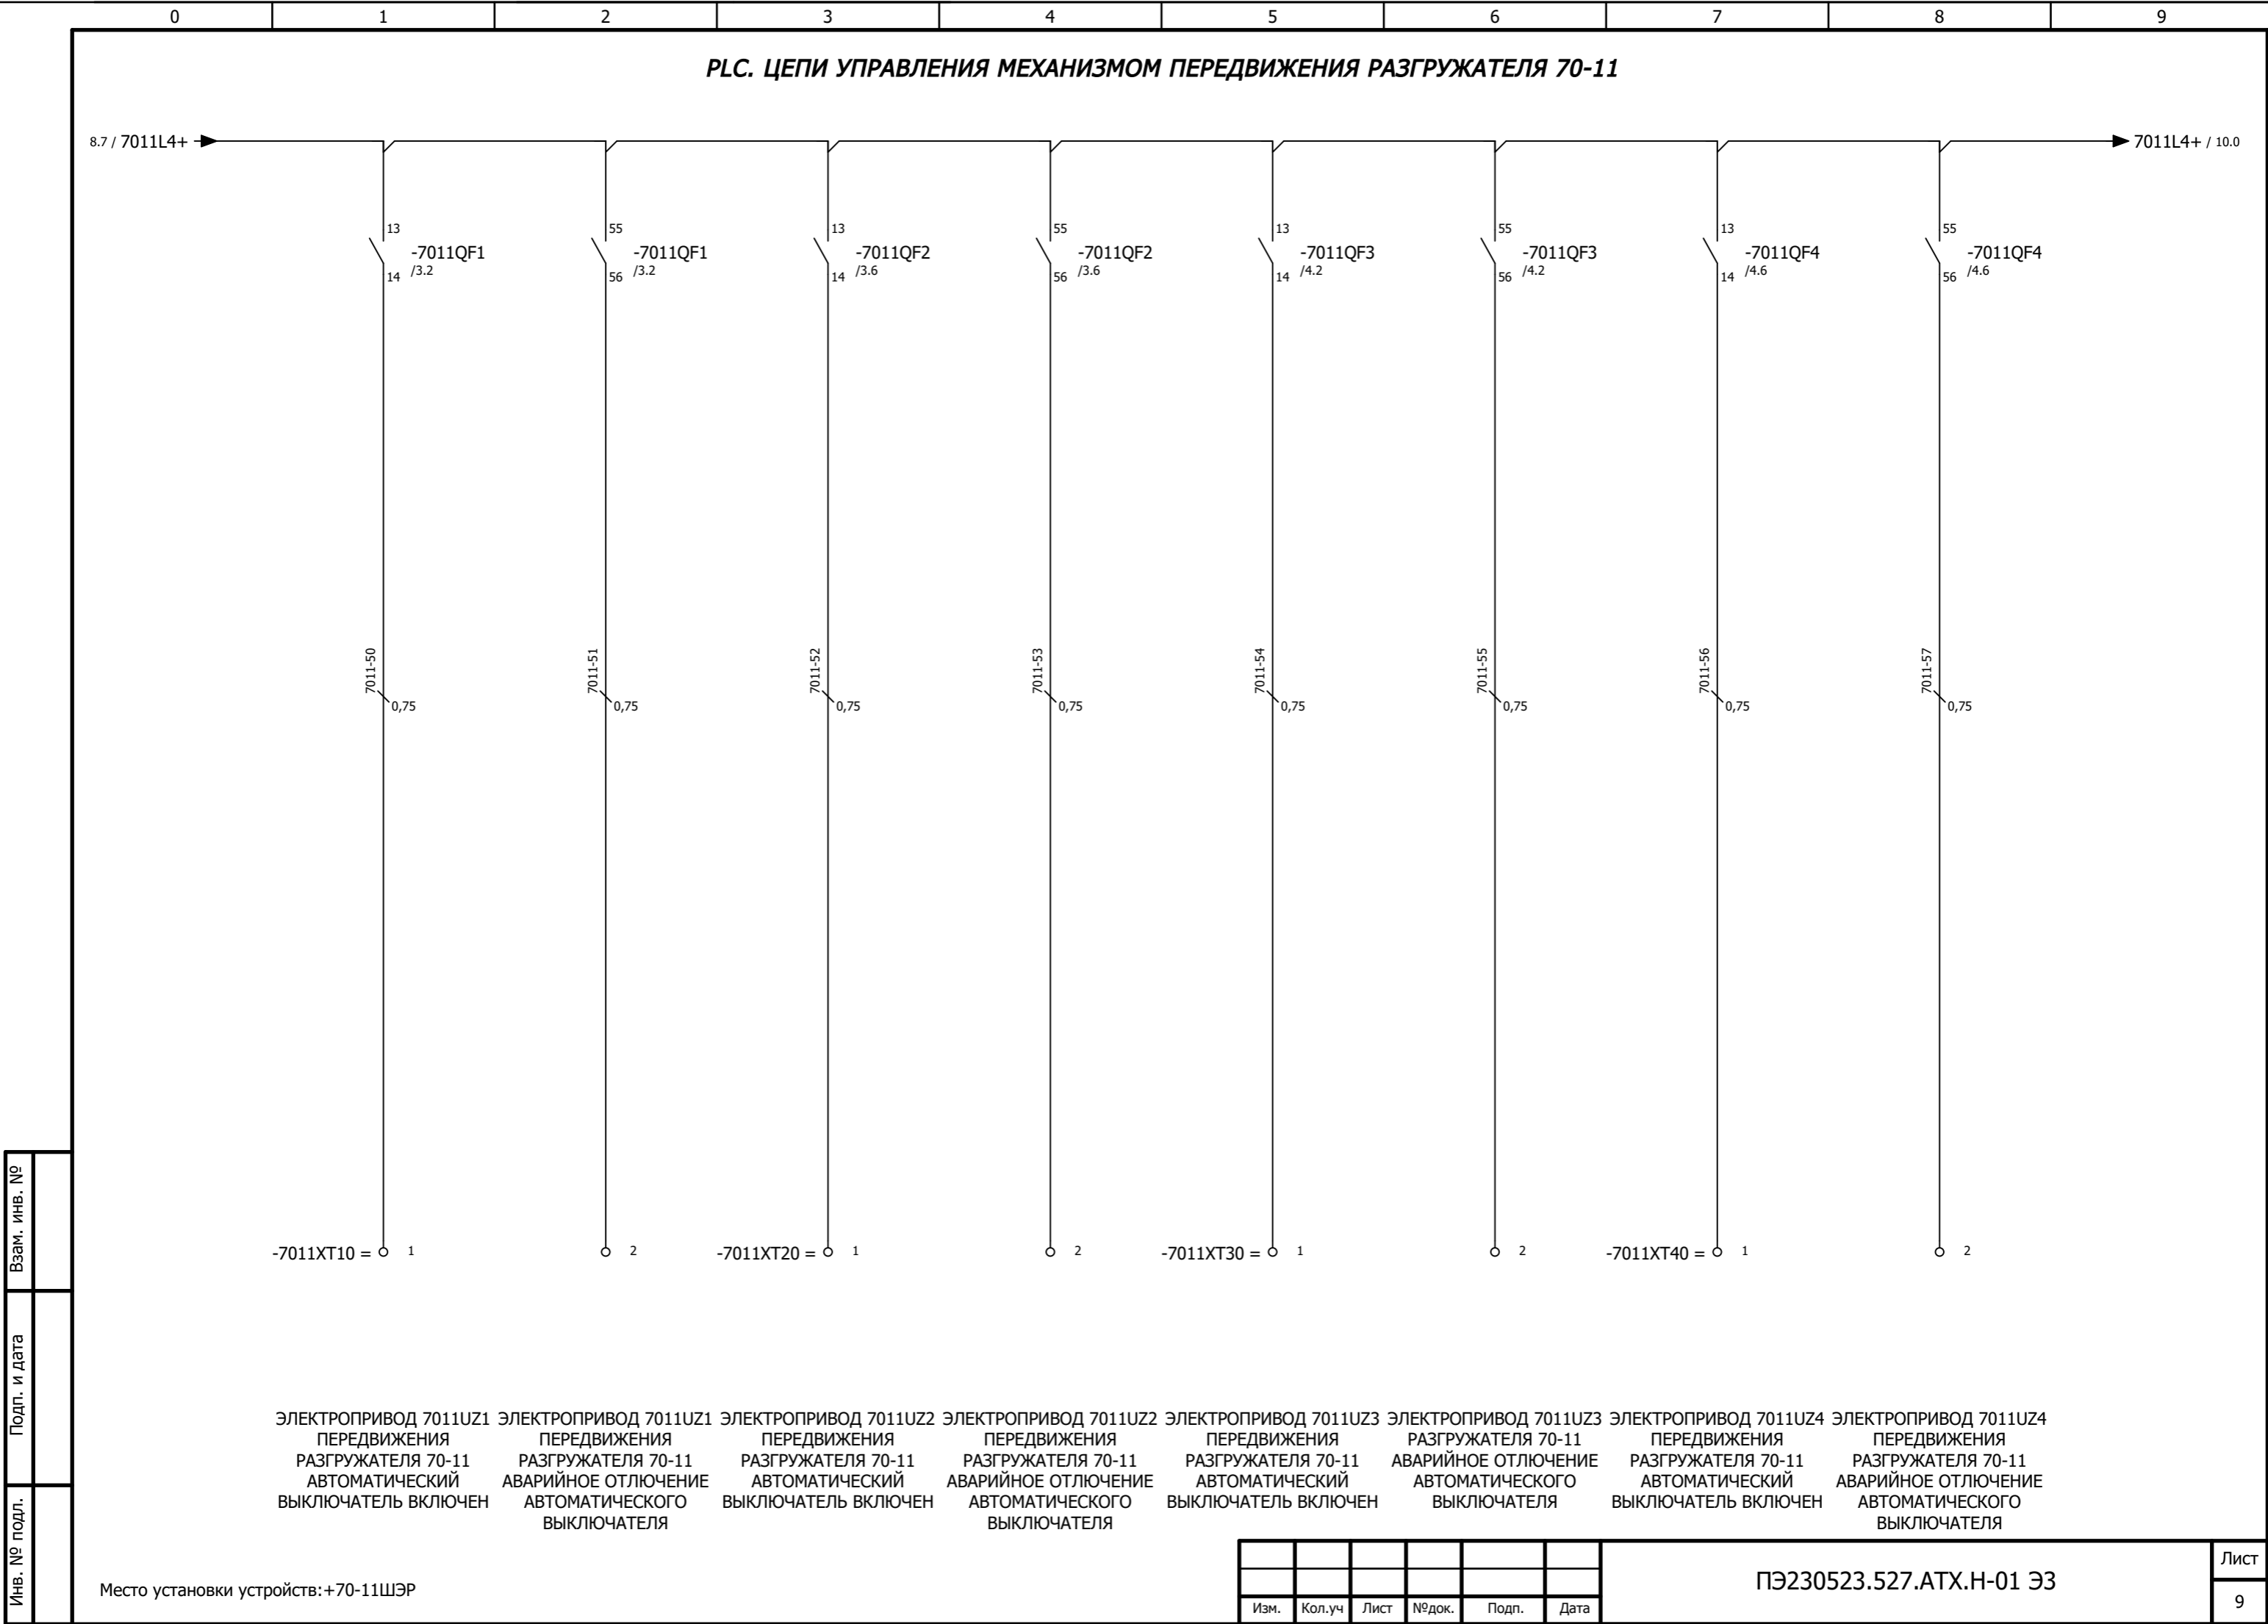 0 1 2 3 4 5 6 7 8 9
PLC. ЦЕПИ УПРАВЛЕНИЯ МЕХАНИЗМОМ ПЕРЕДВИЖЕНИЯ РАЗГРУЖАТЕЛЯ 70-11
8.7 / 7011L4+
7011L4+ / 10.0
13 55 13 55 13 55 13 55
-7011QF1 -7011QF1 -7011QF2 -7011QF2 -7011QF3 -7011QF3 -7011QF4 -7011QF4
/3.2 /3.2 /3.6 /3.6 /4.2 /4.2 /4.6 /4.6
14 56 14 56 14 56 14 56
7011-50 7011-51 7011-52 7011-53 7011-54 7011-55 7011-56 7011-57
0,75 0,75 0,75 0,75 0,75 0,75 0,75 0,75
-7011XT10 = 1 2 -7011XT20 = 1 2 -7011XT30 = 1 2 -7011XT40 = 1 2
ЭЛЕКТРОПРИВОД 7011UZ1
ПЕРЕДВИЖЕНИЯ
РАЗГРУЖАТЕЛЯ 70-11
АВТОМАТИЧЕСКИЙ
ВЫКЛЮЧАТЕЛЬ ВКЛЮЧЕН
ЭЛЕКТРОПРИВОД 7011UZ1
ПЕРЕДВИЖЕНИЯ
РАЗГРУЖАТЕЛЯ 70-11
АВАРИЙНОЕ ОТЛЮЧЕНИЕ
АВТОМАТИЧЕСКОГО
ВЫКЛЮЧАТЕЛЯ
ЭЛЕКТРОПРИВОД 7011UZ2
ПЕРЕДВИЖЕНИЯ
РАЗГРУЖАТЕЛЯ 70-11
АВТОМАТИЧЕСКИЙ
ВЫКЛЮЧАТЕЛЬ ВКЛЮЧЕН
ЭЛЕКТРОПРИВОД 7011UZ2
ПЕРЕДВИЖЕНИЯ
РАЗГРУЖАТЕЛЯ 70-11
АВАРИЙНОЕ ОТЛЮЧЕНИЕ
АВТОМАТИЧЕСКОГО
ВЫКЛЮЧАТЕЛЯ
ЭЛЕКТРОПРИВОД 7011UZ3
ПЕРЕДВИЖЕНИЯ
РАЗГРУЖАТЕЛЯ 70-11
АВТОМАТИЧЕСКИЙ
ВЫКЛЮЧАТЕЛЬ ВКЛЮЧЕН
ЭЛЕКТРОПРИВОД 7011UZ3
РАЗГРУЖАТЕЛЯ 70-11
АВАРИЙНОЕ ОТЛЮЧЕНИЕ
АВТОМАТИЧЕСКОГО
ВЫКЛЮЧАТЕЛЯ
ЭЛЕКТРОПРИВОД 7011UZ4
ПЕРЕДВИЖЕНИЯ
РАЗГРУЖАТЕЛЯ 70-11
АВТОМАТИЧЕСКИЙ
ВЫКЛЮЧАТЕЛЬ ВКЛЮЧЕН
ЭЛЕКТРОПРИВОД 7011UZ4
ПЕРЕДВИЖЕНИЯ
РАЗГРУЖАТЕЛЯ 70-11
АВАРИЙНОЕ ОТЛЮЧЕНИЕ
АВТОМАТИЧЕСКОГО
ВЫКЛЮЧАТЕЛЯ
Взам. инв. №
Подп. и дата
Инв. № подл.
Место установки устройств:+70-11ШЭР
Изм. Кол.уч Лист №док. Подп. Дата
ПЭ230523.527.АТХ.Н-01 ЭЗ
Лист
9